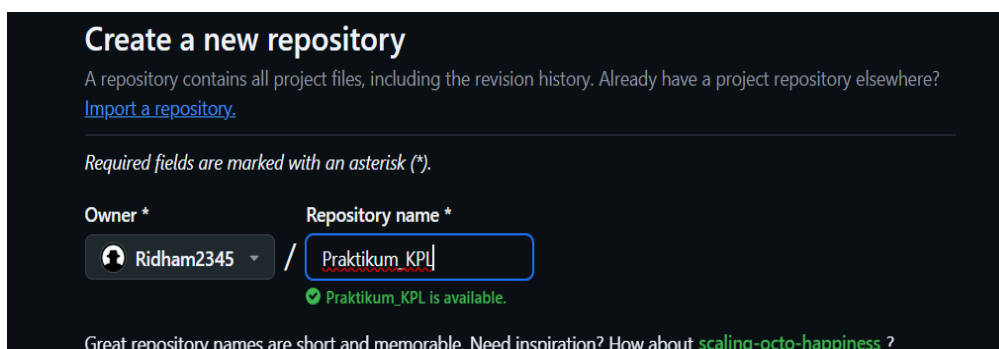 Create a new repository
A repository contains all project files, including the revision history. Already have a project repository elsewhere?
Import a repository.
Required fields are marked with an asterisk (*).
Owner * Repository name *
Ridham2345 / Praktikum_KPL
Praktikum_KPL is available.
Great repository names are short and memorable. Need inspiration? How about scaling-octo-happiness ?